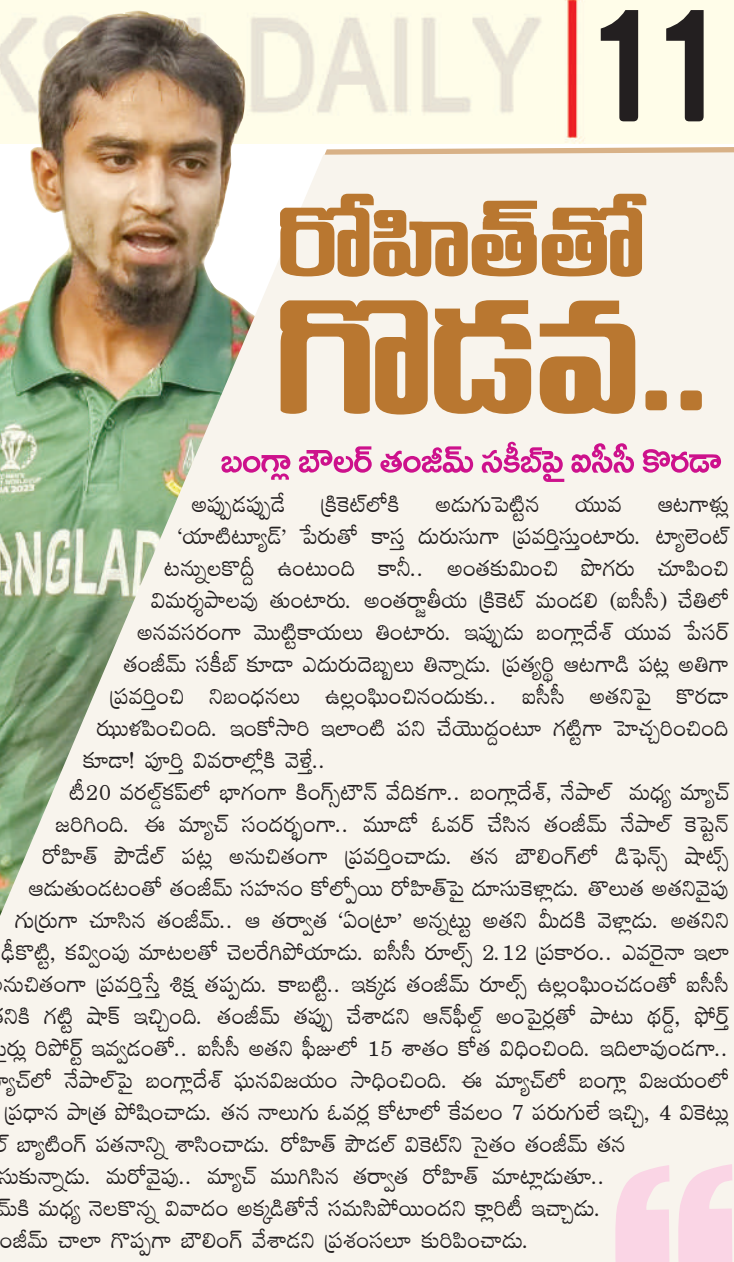 DAILY
11
రోహిత్‌తో
గొడవ..
బంగ్లా బౌలర్ తంజీమ్ సకీబ్‌పై ఐసీసీ కొరడా
అప్పుడప్పుడే క్రికెట్‌లోకి అడుగుపెట్టిన యువ ఆటగాళ్లు
‘యాటిట్యూడ్’ పేరుతో కాస్త దురుసుగా ప్రవర్తిస్తుంటారు. ట్యాలెంట్
టన్నులకొద్దీ ఉంటుంది కానీ.. అంతకుమించి పొగరు చూపించి
విమర్శపాలవు తుంటారు. అంతర్జాతీయ క్రికెట్ మండలి (ఐసీసీ) చేతిలో
అనవసరంగా మొట్టికాయలు తింటారు. ఇప్పుడు బంగ్లాదేశ్ యువ పేసర్
తంజీమ్ సకీబ్ కూడా ఎదురుదెబ్బలు తిన్నాడు. ప్రత్యర్థి ఆటగాడి పట్ల అతిగా
ప్రవర్తించి నిబంధనలు ఉల్లంఘించినందుకు.. ఐసీసీ అతనిపై కొరడా
ఝుళపించింది. ఇంకోసారి ఇలాంటి పని చేయొద్దంటూ గట్టిగా హెచ్చరించింది
కూడా! పూర్తి వివరాల్లోకి వెళ్తే..
టీ20 వరల్డ్‌కప్‌లో భాగంగా కింగ్స్‌టౌన్ వేదికగా.. బంగ్లాదేశ్, నేపాల్ మధ్య మ్యాచ్
జరిగింది. ఈ మ్యాచ్ సందర్భంగా.. మూడో ఓవర్ చేసిన తంజీమ్ నేపాల్ కెప్టెన్
రోహిత్ పౌడేల్ పట్ల అనుచితంగా ప్రవర్తించాడు. తన బౌలింగ్‌లో డిఫెన్స్ షాట్స్
ఆడుతుండటంతో తంజీమ్ సహనం కోల్పోయి రోహిత్‌పై దూసుకెళ్లాడు. తొలుత అతనివైపు
గుర్రుగా చూసిన తంజీమ్.. ఆ తర్వాత ‘ఏంట్రా’ అన్నట్టు అతని మీదకి వెళ్లాడు. అతనిని
ఢీకొట్టి, కవ్వింపు మాటలతో చెలరేగిపోయాడు. ఐసీసీ రూల్స్ 2.12 ప్రకారం.. ఎవరైనా ఇలా
ప్రవర్తిస్తే శిక్ష తప్పదు. కాబట్టి.. ఇక్కడ తంజీమ్ రూల్స్ ఉల్లంఘించడంతో ఐసీసీ
గట్టి షాక్ ఇచ్చింది. తంజీమ్ తప్పు చేశాడని ఆన్‌ఫీల్డ్ అంపైర్లతో పాటు థర్డ్, ఫోర్త్
రిపోర్ట్ ఇవ్వడంతో.. ఐసీసీ అతని ఫీజులో 15 శాతం కోత విధించింది. ఇదిలావుండగా..
నేపాల్‌పై బంగ్లాదేశ్ ఘనవిజయం సాధించింది. ఈ మ్యాచ్‌లో బంగ్లా విజయంలో
ప్రధాన పాత్ర పోషించాడు. తన నాలుగు ఓవర్ల కోటాలో కేవలం 7 పరుగులే ఇచ్చి, 4 వికెట్లు
బ్యాటింగ్ పతనాన్ని శాసించాడు. రోహిత్ పౌడల్ వికెట్‌ని సైతం తంజీమ్ తన
మరోవైపు.. మ్యాచ్ ముగిసిన తర్వాత రోహిత్ మాట్లాడుతూ..
మధ్య నెలకొన్న వివాదం అక్కడితోనే సమసిపోయిందని క్లారిటీ ఇచ్చాడు.
చాలా గొప్పగా బౌలింగ్ వేశాడని ప్రశంసలూ కురిపించాడు.